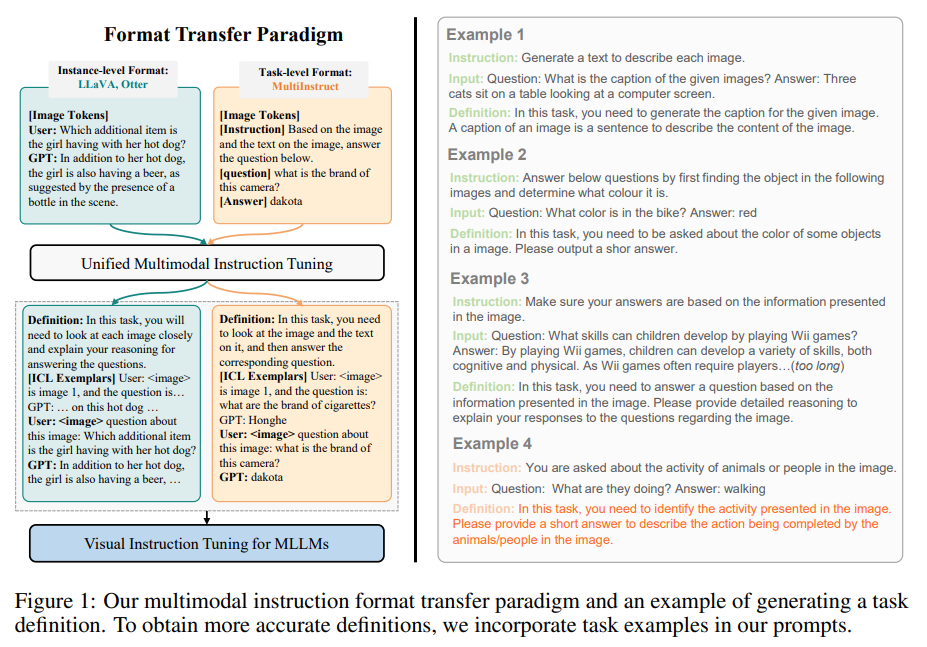 Format Transfer Paradigm
Instance-level Format:
LLaVA, Otter
[Image Tokens]
User: Which additional item is
the girl having with her hot dog?
GPT: In addition to her hot dog,
the girl is also having a beer, as
suggested by the presence of a
bottle in the scene.
Task-level Format:
MultiInstruct
[Image Tokens]
[Instruction] Based on the image
and the text on the image, answer
the question below.
[question] what is the brand of
this camera?
[Answer] dakota
Unified Multimodal Instruction Tuning
Definition: In this task, you will
need to look at each image closely
and explain your reasoning for
answering the questions.
[ICL Exemplars] User: <image>
is image 1, and the question is…
GPT: … on this hot dog …
User: <image> question about
this image: Which additional item
is the girl having with her hot dog?
GPT: In addition to her hot dog,
the girl is also having a beer, …
Definition: In this task, you need
to look at the image and the text
on it, and then answer the
corresponding question.
[ICL Exemplars] User: <image>
is image 1, and the question is:
what are the brand of cigarettes?
GPT: Honghe
User: <image> question about
this image: what is the brand of
this camera?
GPT: dakota
Visual Instruction Tuning for MLLMs
Example 1
Instruction: Generate a text to describe each image.
Input: Question: What is the caption of the given images? Answer: Three
cats sit on a table looking at a computer screen.
Definition: In this task, you need to generate the caption for the given image.
A caption of an image is a sentence to describe the content of the image.
Example 2
Instruction: Answer below questions by first finding the object in the following
images and determine what colour it is.
Input: Question: What color is in the bike? Answer: red
Definition: In this task, you need to be asked about the color of some objects
in a image. Please output a shor answer.
Example 3
Instruction: Make sure your answers are based on the information presented
in the image.
Input: Question: What skills can children develop by playing Wii games?
Answer: By playing Wii games, children can develop a variety of skills, both
cognitive and physical. As Wii games often require players…(too long)
Definition: In this task, you need to answer a question based on the
information presented in the image. Please provide detailed reasoning to
explain your responses to the questions regarding the image.
Example 4
Instruction: You are asked about the activity of animals or people in the image.
Input: Question: What are they doing? Answer: walking
Definition: In this task, you need to identify the activity presented in the image.
Please provide a short answer to describe the action being completed by the
animals/people in the image.
Figure 1: Our multimodal instruction format transfer paradigm and an example of generating a task
definition. To obtain more accurate definitions, we incorporate task examples in our prompts.